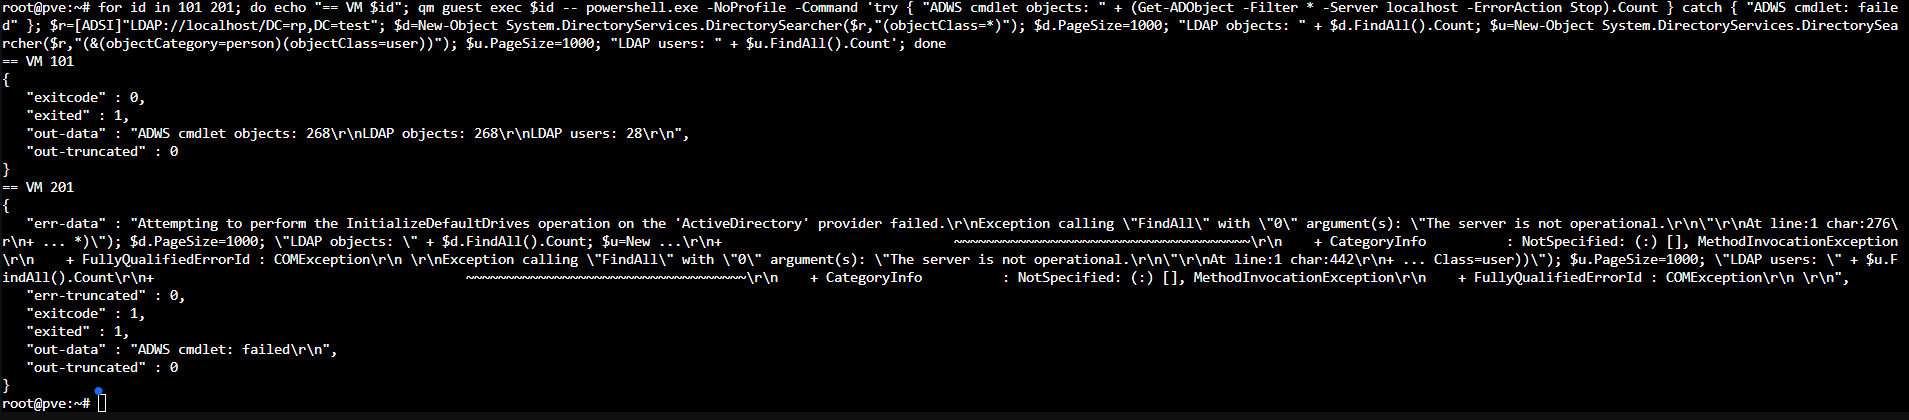 root@pve:~# for id in 101 201; do echo "== VM $id"; qm guest exec $id -- powershell.exe -NoProfile -Command 'try { "ADWS cmdlet objects: " + (Get-ADObject -Filter * -Server localhost -ErrorAction Stop).Count } catch { "ADWS cmdlet: faile
d" }; $r=[ADSI]"LDAP://localhost/DC=rp,DC=test"; $d=New-Object System.DirectoryServices.DirectorySearcher($r,"(objectClass=*)"); $d.PageSize=1000; "LDAP objects: " + $d.FindAll().Count; $u=New-Object System.DirectoryServices.DirectorySea
rcher($r,"(&(objectCategory=person)(objectClass=user))"); $u.PageSize=1000; "LDAP users: " + $u.FindAll().Count'; done
== VM 101
{
   "exitcode" : 0,
   "exited" : 1,
   "out-data" : "ADWS cmdlet objects: 268\r\nLDAP objects: 268\r\nLDAP users: 28\r\n",
   "out-truncated" : 0
}
== VM 201
{
   "err-data" : "Attempting to perform the InitializeDefaultDrives operation on the 'ActiveDirectory' provider failed.\r\nException calling \"FindAll\" with \"0\" argument(s): \"The server is not operational.\r\n\"\r\nAt line:1 char:276\
r\n+ ... *)\"); $d.PageSize=1000; \"LDAP objects: \" + $d.FindAll().Count; $u=New ...\r\n+                             ~~~~~~~~~~~~~~~~~~~~~~~~~~~~~~~~~~~~~\r\n    + CategoryInfo          : NotSpecified: (:) [], MethodInvocationException
\r\n    + FullyQualifiedErrorId : COMException\r\n \r\nException calling \"FindAll\" with \"0\" argument(s): \"The server is not operational.\r\n\"\r\nAt line:1 char:442\r\n+ ... Class=user))\"); $u.PageSize=1000; \"LDAP users: \" + $u.F
indAll().Count\r\n+                                       ~~~~~~~~~~~~~~~~~~~~~~~~~~~~~~~~~~~\r\n    + CategoryInfo          : NotSpecified: (:) [], MethodInvocationException\r\n    + FullyQualifiedErrorId : COMException\r\n \r\n",
   "err-truncated" : 0,
   "exitcode" : 1,
   "exited" : 1,
   "out-data" : "ADWS cmdlet: failed\r\n",
   "out-truncated" : 0
}
root@pve:~#